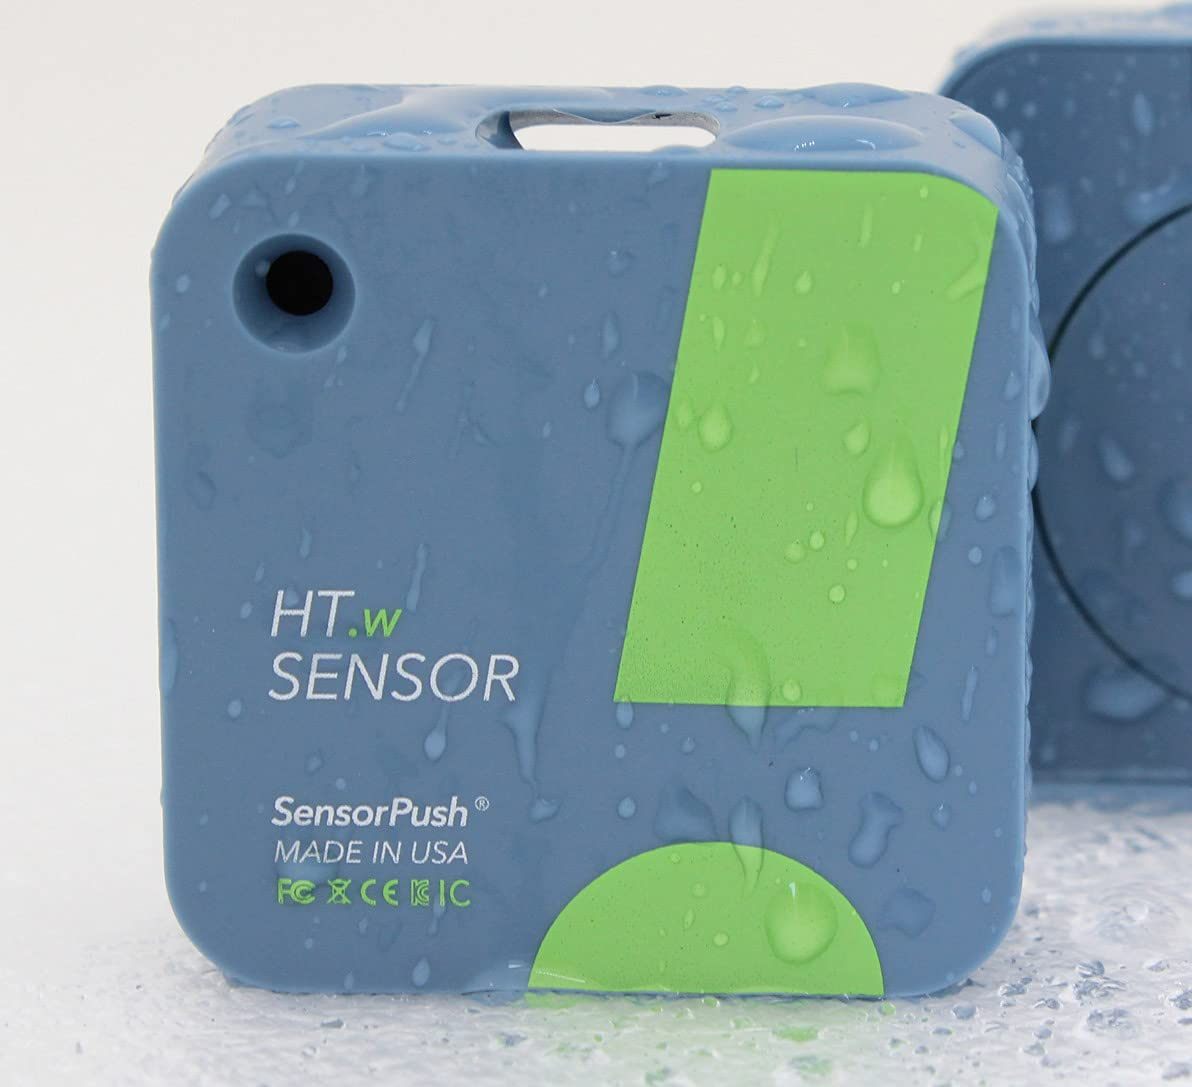 HT.w
SENSOR
SensorPush®
MADE IN USA
FC CE IC